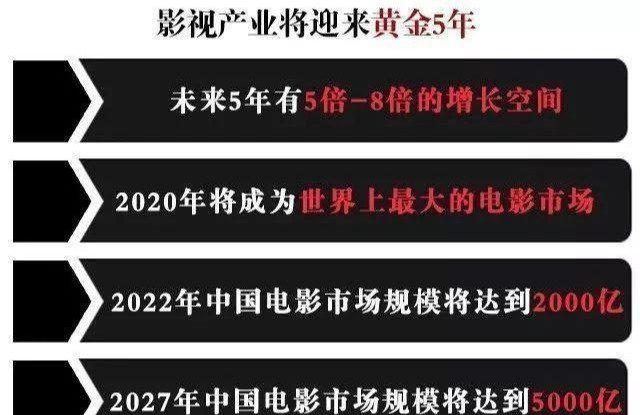 影视产业将迎来黄金5年
未来5年有5倍-8倍的增长空间
2020年将成为世界上最大的电影市场
2022年中国电影市场规模将达到2000亿
2027年中国电影市场规模将达到5000亿